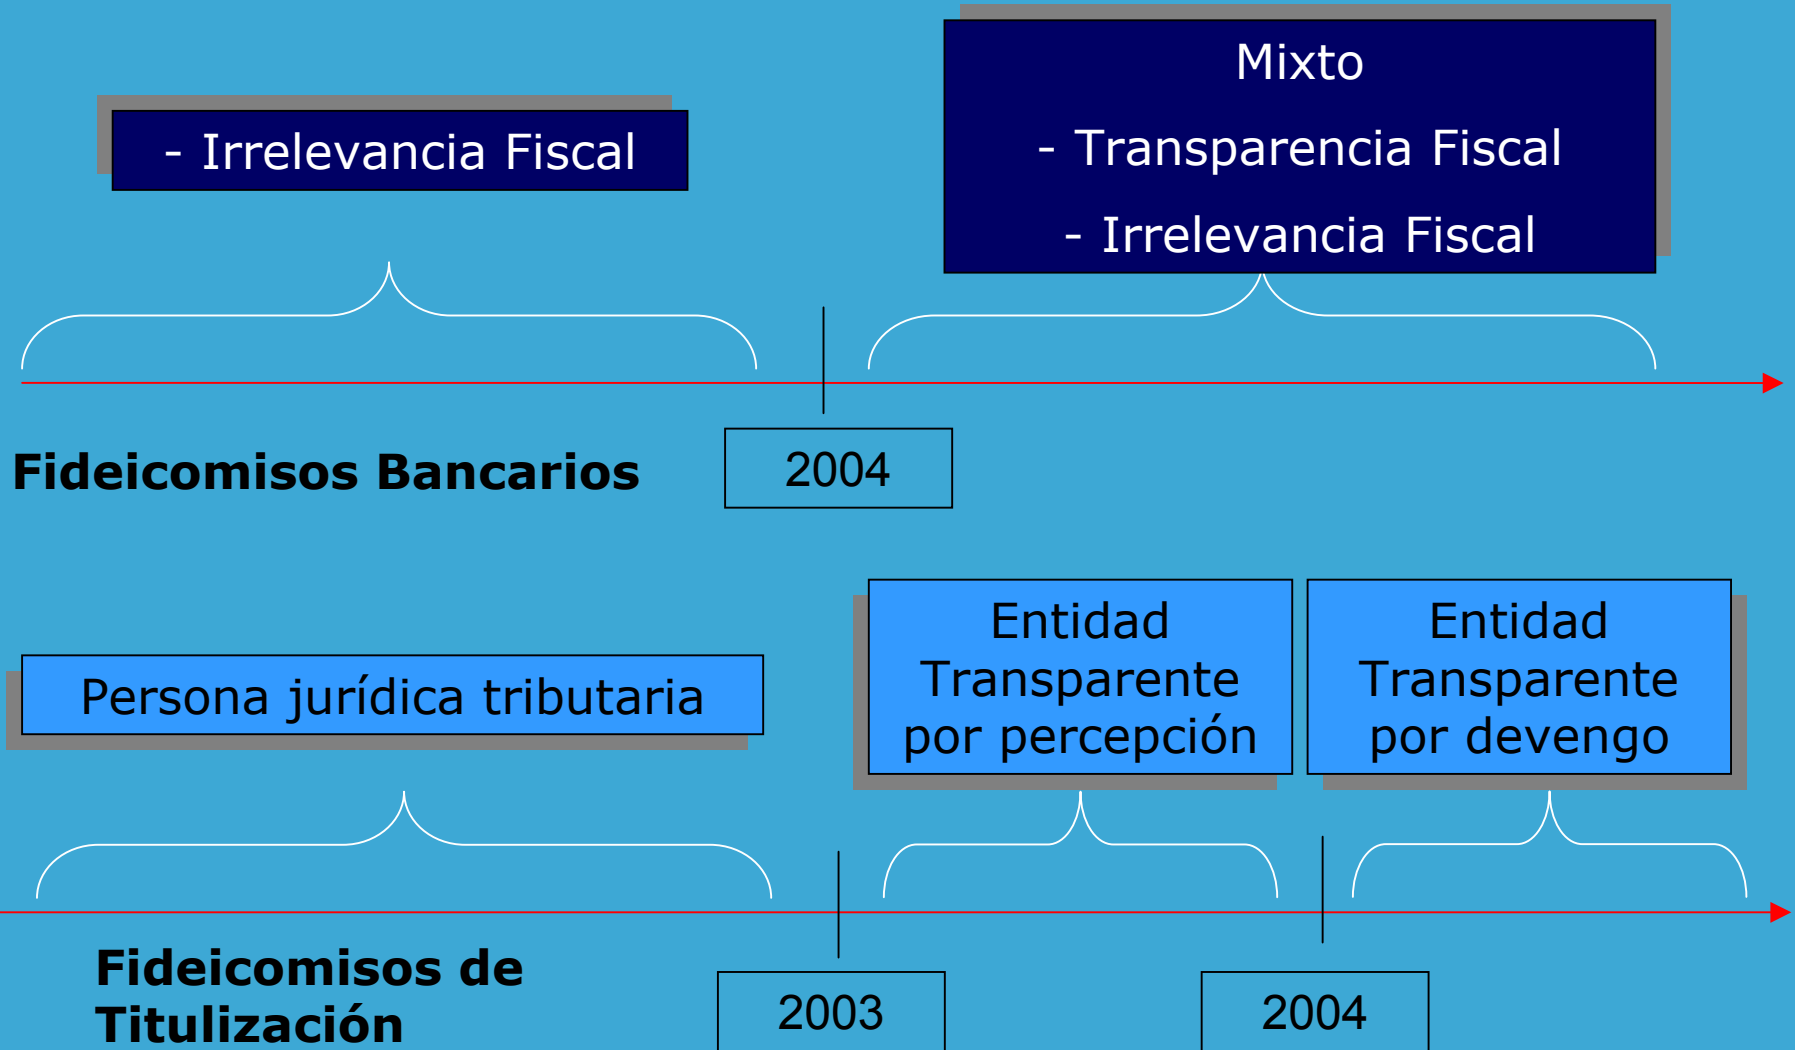 - Irrelevancia Fiscal
Mixto
- Transparencia Fiscal
- Irrelevancia Fiscal
Fideicomisos Bancarios
2004
Persona jurídica tributaria
Entidad
Transparente
por percepción
Entidad
Transparente
por devengo
Fideicomisos de
Titulización
2003
2004